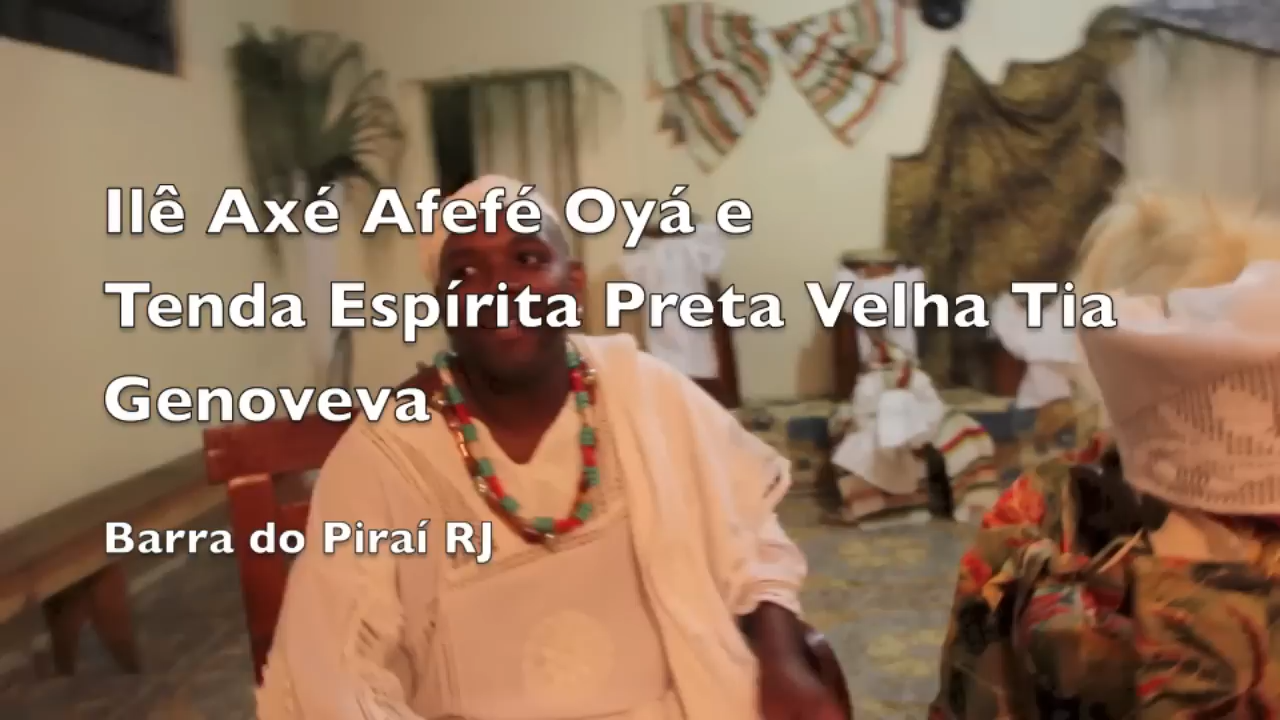 Ilê Axé Afefé Oyá e
Tenda Espírita Preta Velha Tia
Genoveva
Barra do Piraí RJ